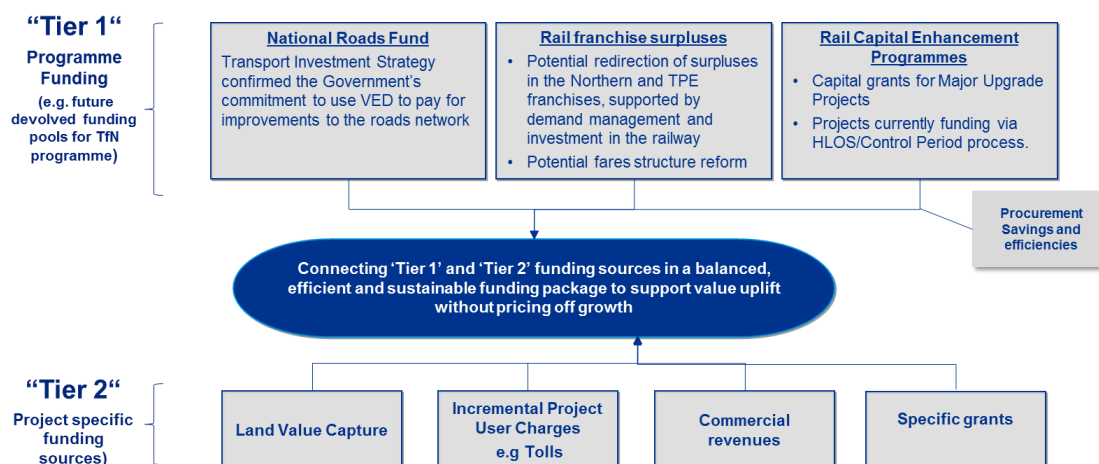 “Tier 1“
Programme
Funding
(e.g. future
devolved funding
pools for TfN
programme)
National Roads Fund
Transport Investment Strategy
confirmed the Government’s
commitment to use VED to pay for
improvements to the roads network
Rail franchise surpluses
• Potential redirection of surpluses
in the Northern and TPE
franchises, supported by
demand management and
investment in the railway
• Potential fares structure reform
Rail Capital Enhancement
Programmes
• Capital grants for Major Upgrade
Projects
• Projects currently funding via
HLOS/Control Period process.
Procurement
Savings and
efficiencies
Connecting ‘Tier 1’ and ‘Tier 2’ funding sources in a balanced,
efficient and sustainable funding package to support value uplift
without pricing off growth
“Tier 2“
Project specific
funding
sources)
Land Value Capture
Incremental Project
User Charges
e.g Tolls
Commercial
revenues
Specific grants